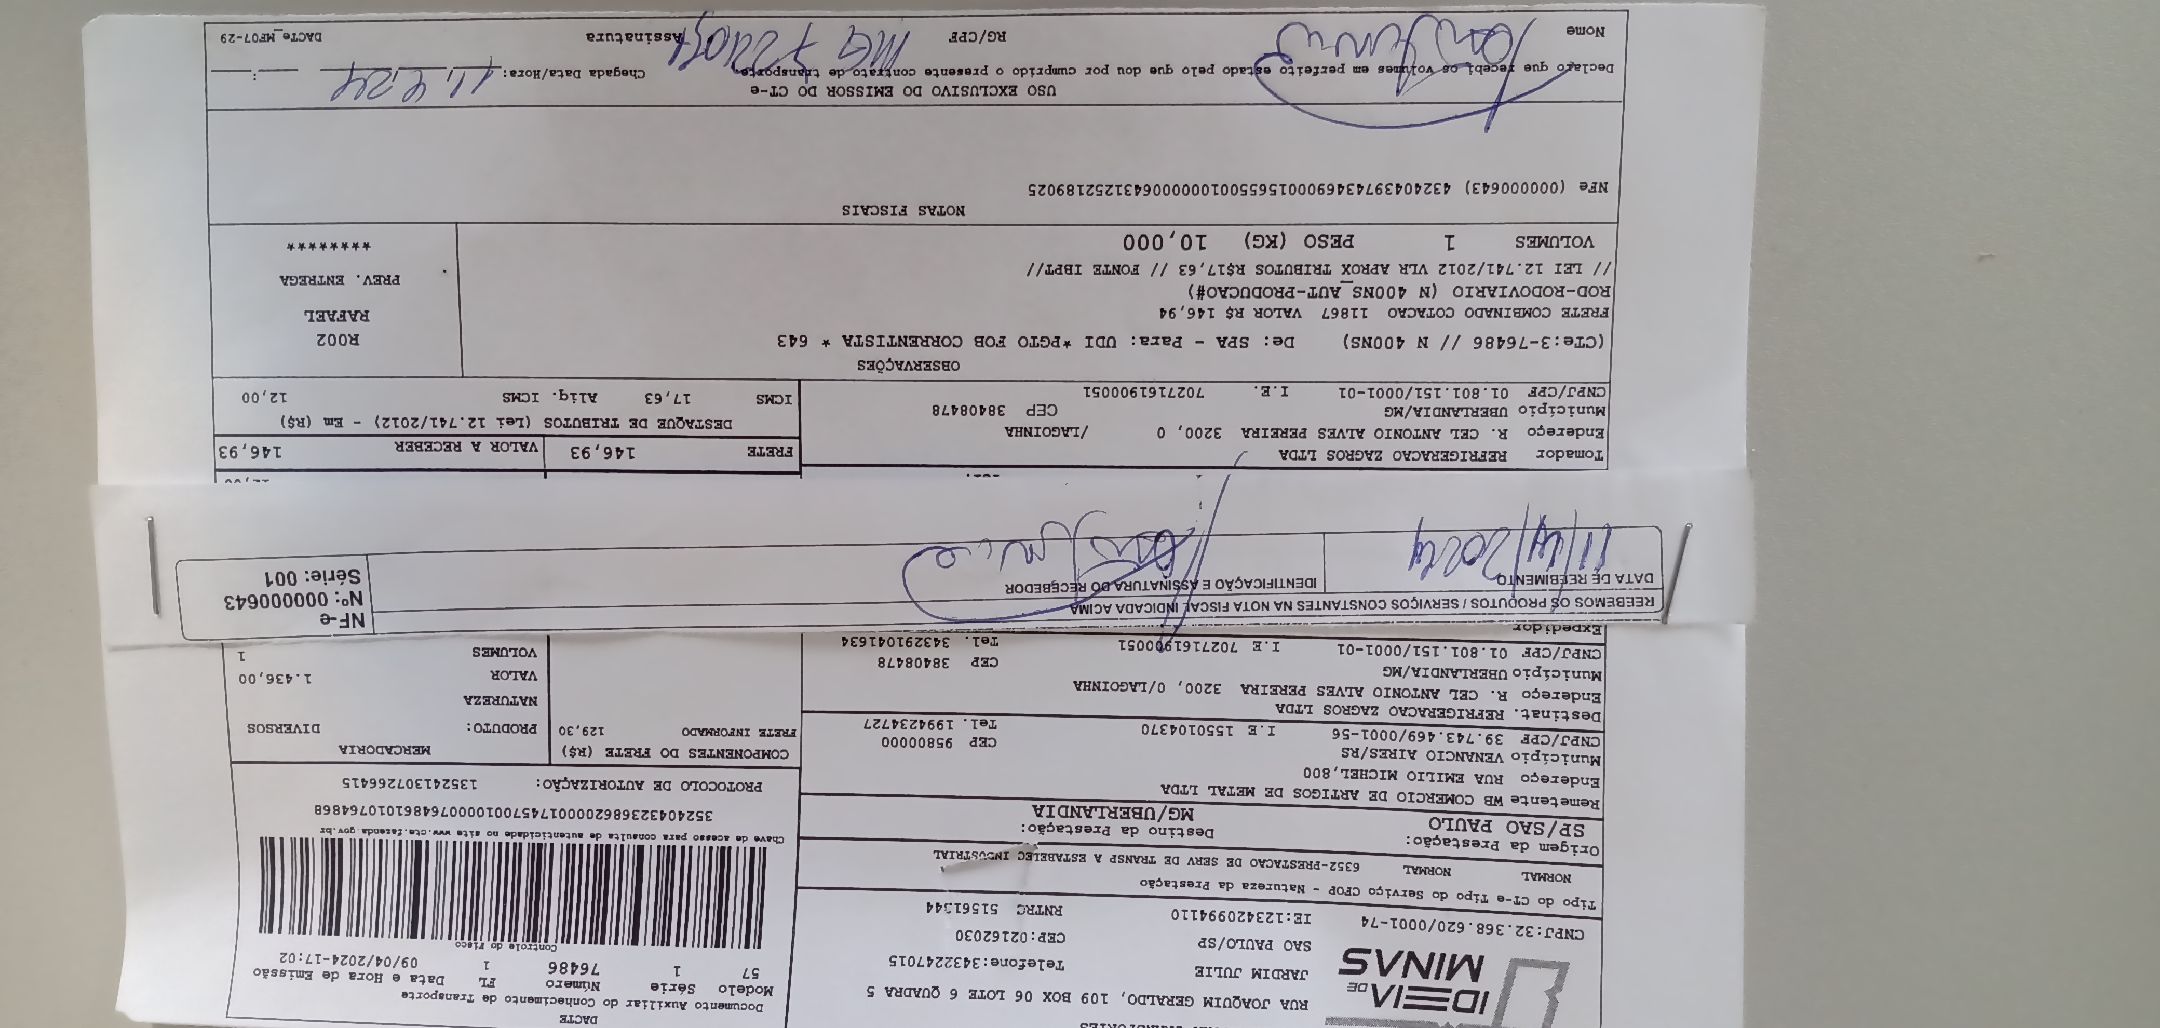 DACTE
Documento Auxiliar do Conhecimento de Transporte
Modelo Série Número FL Data e Hora de Emissão
57 1 76486 1 09/04/2024-17:02
Controle do Fisco
IDEIA DE MINAS
RUA JOAQUIM GERALDO, 109 BOX 06 LOTE 6 QUADRA 5
JARDIM JULIE Telefone:3432247015
SAO PAULO/SP CEP:02162030
CNPJ:32.368.620/0001-74 IE:123420994110 RNTRC 51561344
Tipo do CT-e Tipo do Serviço CFOP - Natureza da Prestação
NORMAL NORMAL 6352-PRESTACAO DE SERV DE TRANSP A ESTABELEC INDUSTRIAL
Origem da Prestação: Destino da Prestação:
SP/SAO PAULO MG/UBERLANDIA
Chave de acesso para consulta de autenticidade no site www.cte.fazenda.gov.br
35240432368620000174570010000764861010764868
PROTOCOLO DE AUTORIZAÇÃO: 135241307266415
Remetente WB COMERCIO DE ARTIGOS DE METAL LTDA
Endereço RUA EMILIO MICHEL,800
Município VENANCIO AIRES/RS CEP 95800000
CNPJ/CPF 39.743.469/0001-56 I.E 1550104370 Tel. 1994234727
Destinat. REFRIGERACAO ZAGROS LTDA
Endereço R. CEL ANTONIO ALVES PEREIRA 3200, 0/LAGOINHA
Município UBERLANDIA/MG CEP 38408478
CNPJ/CPF 01.801.151/0001-01 I.E 7027161900051 Tel. 343291041634
Expedidor
COMPONENTES DO FRETE (R$)
FRETE INFORMADO 129,30
MERCADORIA
PRODUTO: DIVERSOS
NATUREZA
VALOR 1.436,00
VOLUMES 1
REEBEMOS OS PRODUTOS / SERVIÇOS CONSTANTES NA NOTA FISCAL INDICADA ACIMA
DATA DE REEBIMENTO IDENTIFICAÇÃO E ASSINATURA DO RECEBEDOR
11/4/2024
NF-e
Nº: 000000643
Série: 001
Tomador REFRIGERACAO ZAGROS LTDA
Endereço R. CEL ANTONIO ALVES PEREIRA 3200, 0 /LAGOINHA
Município UBERLANDIA/MG CEP 38408478
CNPJ/CPF 01.801.151/0001-01 I.E. 7027161900051
FRETE 146,93 VALOR A RECEBER 146,93
DESTAQUE DE TRIBUTOS (Lei 12.741/2012) - Em (R$)
ICMS 17,63 Aliq. ICMS 12,00
OBSERVAÇÕES
(CTe:3-76486 // N 400NS) De: SPA - Para: UDI *PGTO FOB CORRENTISTA * 643
FRETE COMBINADO COTACAO 11867 VALOR R$ 146,94
ROD-RODOVIARIO (N 400NS_AUT-PRODUCAO#)
// LEI 12.741/2012 VLR APROX TRIBUTOS R$17,63 // FONTE IBPT//
VOLUMES 1 PESO (KG) 10,000
R002
RAFAEL
PREV. ENTREGA
********
NOTAS FISCAIS
NFe (00000643) 43240439743469000156550010000006431252189025
USO EXCLUSIVO DO EMISSOR DO CT-e
Declaro que recebi os volumes em perfeito estado pelo que dou por cumprido o presente contrato de transporte Chegada Data/Hora: 11.4.24 :
Nome RG/CPF MG Assinatura
DACTe_MF07-29